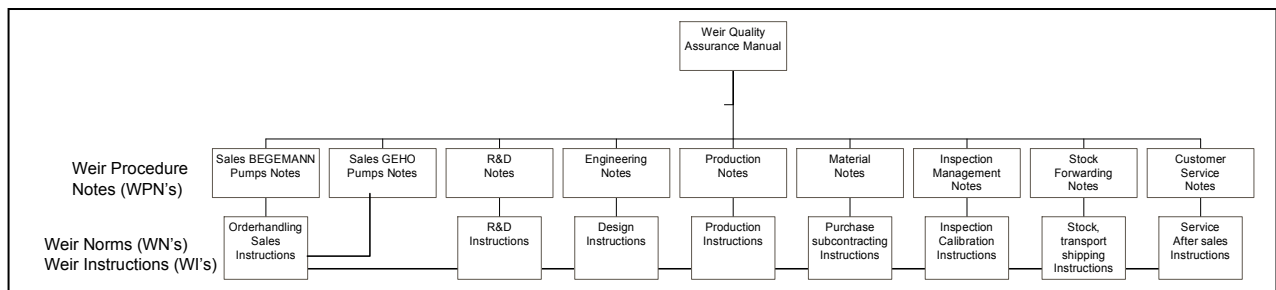 Weir Quality
Assurance Manual
Weir Procedure
Notes (WPN's)
Sales BEGEMANN
Pumps Notes
Sales GEHO
Pumps Notes
R&D
Notes
Engineering
Notes
Production
Notes
Material
Notes
Inspection
Management
Notes
Stock
Forwarding
Notes
Customer
Service
Notes
Weir Norms (WN's)
Weir Instructions (WI's)
Orderhandling
Sales
Instructions
R&D
Instructions
Design
Instructions
Production
Instructions
Purchase
subcontracting
Instructions
Inspection
Calibration
Instructions
Stock,
transport
shipping
Instructions
Service
After sales
Instructions